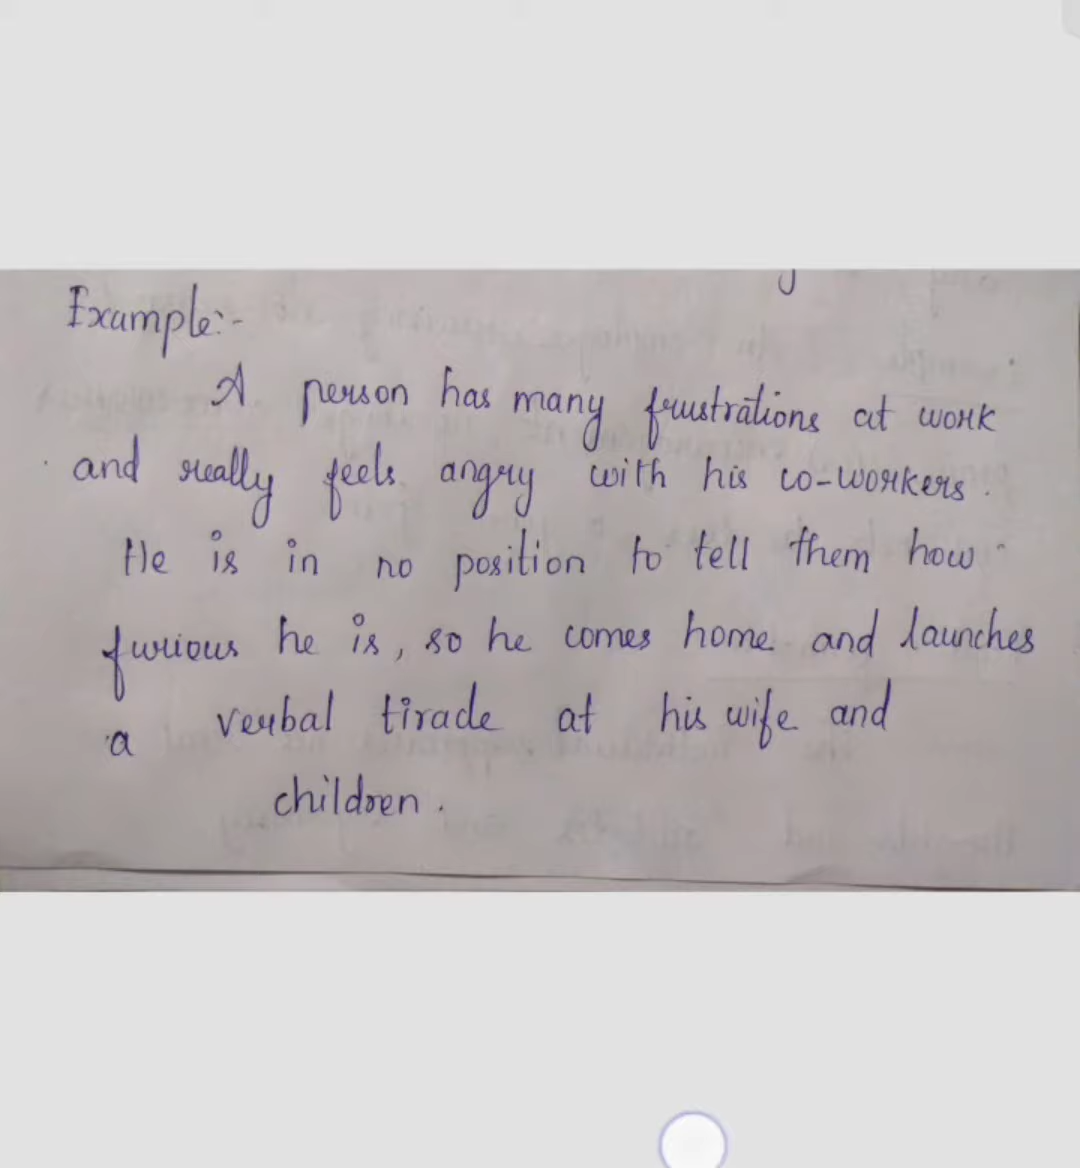 Example:-
A person has many frustrations at work
and really feels angry with his co-workers.
He is in no position to tell them how
furious he is, so he comes home and launches
a verbal tirade at his wife and
children.